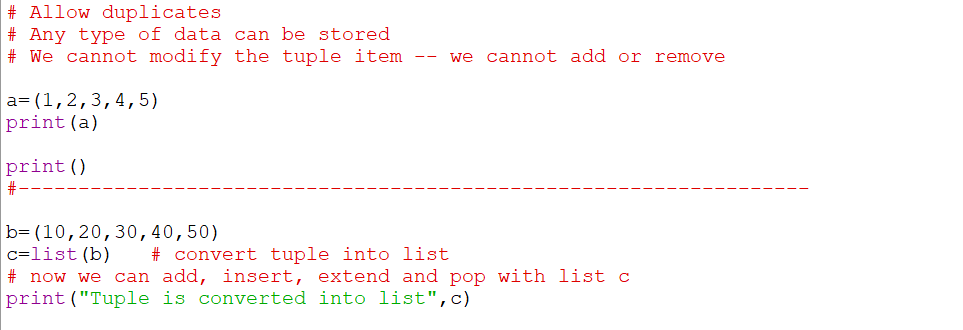 # Allow duplicates
# Any type of data can be stored
# We cannot modify the tuple item -- we cannot add or remove
a=(1,2,3,4,5)
print(a)
print()
#------------------------------------------------------------------
b=(10,20,30,40,50)
c=list(b)   # convert tuple into list
# now we can add, insert, extend and pop with list c
print("Tuple is converted into list",c)